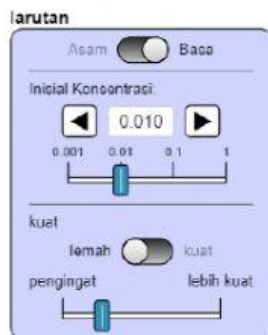 larutan
Asam Basa
Inisial Konsentrasi:
0.010
0.001 0.01 0.1 1
kuat
lemah kuat
pengingat lebih kuat